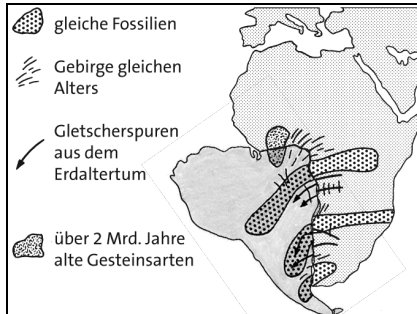 gleiche Fossilien
Gebirge gleichen
Alters
Gletscherspuren
aus dem
Erdaltertum
über 2 Mrd. Jahre
alte Gesteinsarten